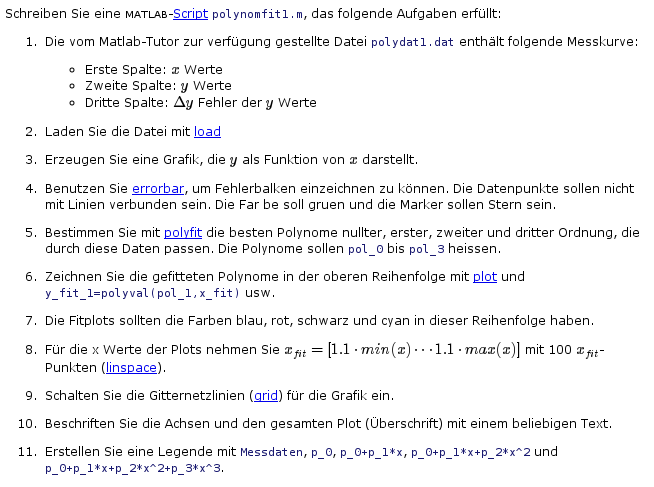 Schreiben Sie eine MATLAB-Script polynomfit1.m, das folgende Aufgaben erfüllt:
1. Die vom Matlab-Tutor zur verfügung gestellte Datei polydat1.dat enthält folgende Messkurve:
○ Erste Spalte: x Werte
○ Zweite Spalte: y Werte
○ Dritte Spalte: Δy Fehler der y Werte
2. Laden Sie die Datei mit load
3. Erzeugen Sie eine Grafik, die y als Funktion von x darstellt.
4. Benutzen Sie errorbar, um Fehlerbalken einzeichnen zu können. Die Datenpunkte sollen nicht
mit Linien verbunden sein. Die Far be soll gruen und die Marker sollen Stern sein.
5. Bestimmen Sie mit polyfit die besten Polynome nullter, erster, zweiter und dritter Ordnung, die
durch diese Daten passen. Die Polynome sollen pol_0 bis pol_3 heissen.
6. Zeichnen Sie die gefitteten Polynome in der oberen Reihenfolge mit plot und
y_fit_1=polyval(pol_1,x_fit) usw.
7. Die Fitplots sollten die Farben blau, rot, schwarz und cyan in dieser Reihenfolge haben.
8. Für die x Werte der Plots nehmen Sie x_fit = [1.1 · min(x) ··· 1.1 · max(x)] mit 100 x_fit-
Punkten (linspace).
9. Schalten Sie die Gitternetzlinien (grid) für die Grafik ein.
10. Beschriften Sie die Achsen und den gesamten Plot (Überschrift) mit einem beliebigen Text.
11. Erstellen Sie eine Legende mit Messdaten, p_0, p_0+p_1*x, p_0+p_1*x+p_2*x^2 und
p_0+p_1*x+p_2*x^2+p_3*x^3.